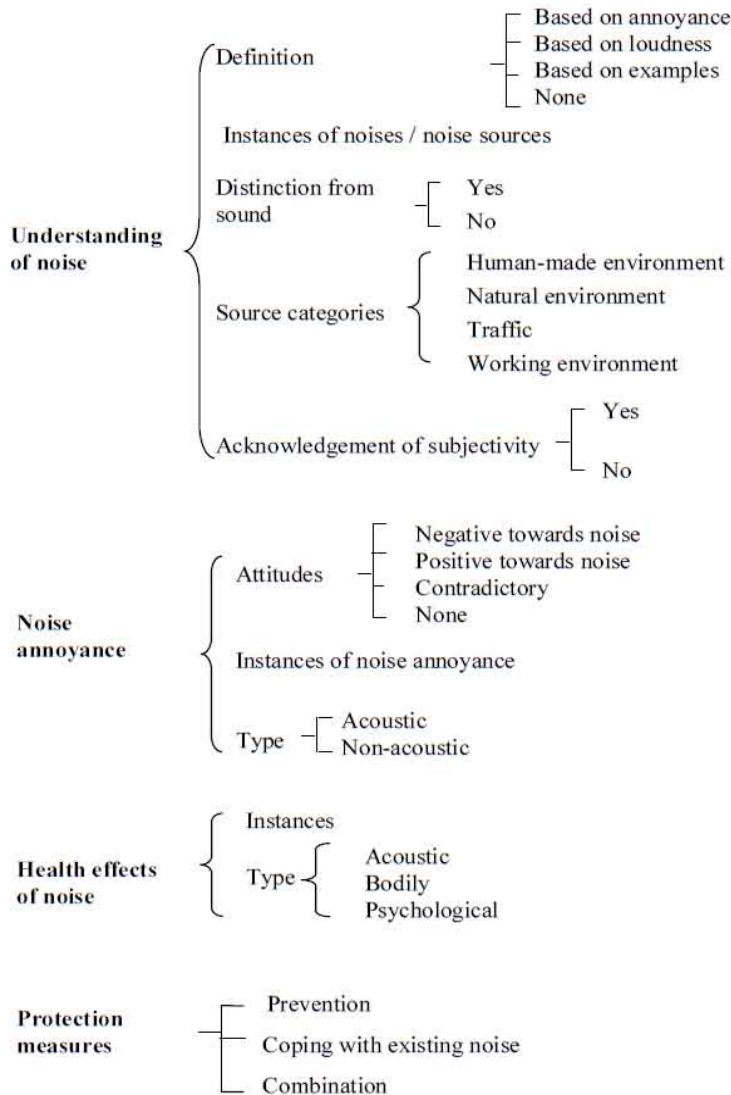 Based on annoyance
Definition
Based on loudness
Based on examples
None
Instances of noises / noise sources
Distinction from
sound
Yes
No
Understanding
of noise
Human-made environment
Natural environment
Source categories
Traffic
Working environment
Yes
Acknowledgement of subjectivity
No
Negative towards noise
Attitudes
Positive towards noise
Contradictory
None
Noise
annoyance
Instances of noise annoyance
Type
Acoustic
Non-acoustic
Instances
Health effects
of noise
Type
Acoustic
Bodily
Psychological
Protection
measures
Prevention
Coping with existing noise
Combination